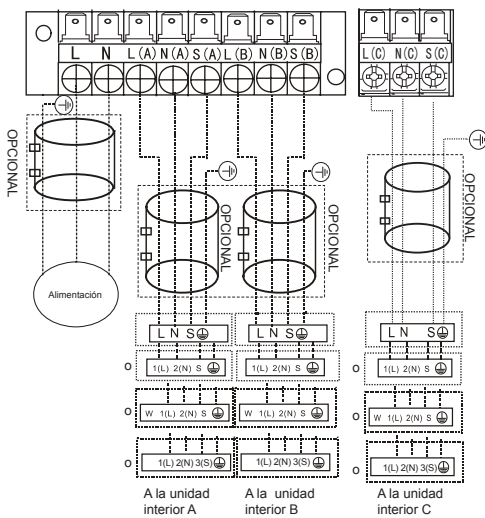 L N L(A) N(A) S(A) L(B) N(B) S(B)
L(C) N(C) S(C)
OPCIONAL
OPCIONAL
OPCIONAL
OPCIONAL
Alimentación
L N S
L N S
L N S
o 1(L) 2(N) S
1(L) 2(N) S
o 1(L) 2(N) S
o W 1(L) 2(N) S
W 1(L) 2(N) S
o W 1(L) 2(N) S
o 1(L) 2(N) 3(S)
1(L) 2(N) 3(S)
o 1(L) 2(N) 3(S)
A la unidad
interior A
A la unidad
interior B
A la unidad
interior C